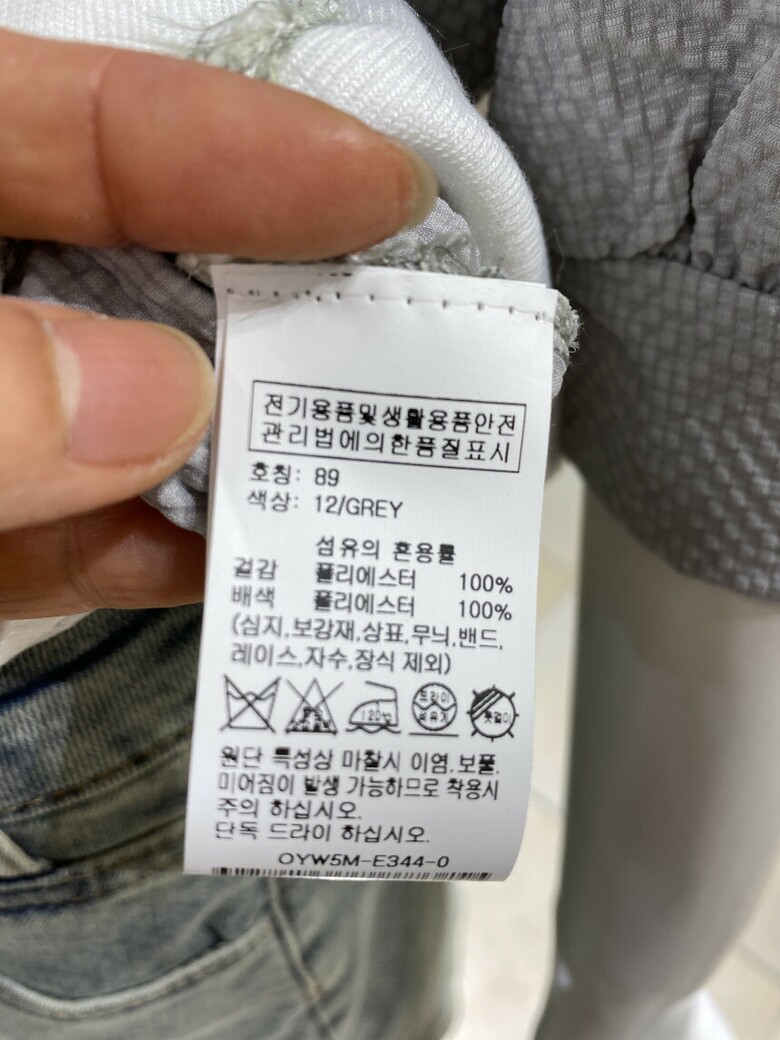 전기용품및생활용품안전
관리법에의한품질표시
호칭: 89
색상: 12/GREY
섬유의 혼용률
겉감 폴리에스터 100%
배색 폴리에스터 100%
(심지,보강재,상표,무늬,밴드,
레이스,자수,장식 제외)
120℃ 드라이 옷걸이
석유계
원단 특성상 마찰시 이염.보풀.
미어짐이 발생 가능하므로 착용시
주의 하십시오.
단독 드라이 하십시오.
OYW5M-E344-0